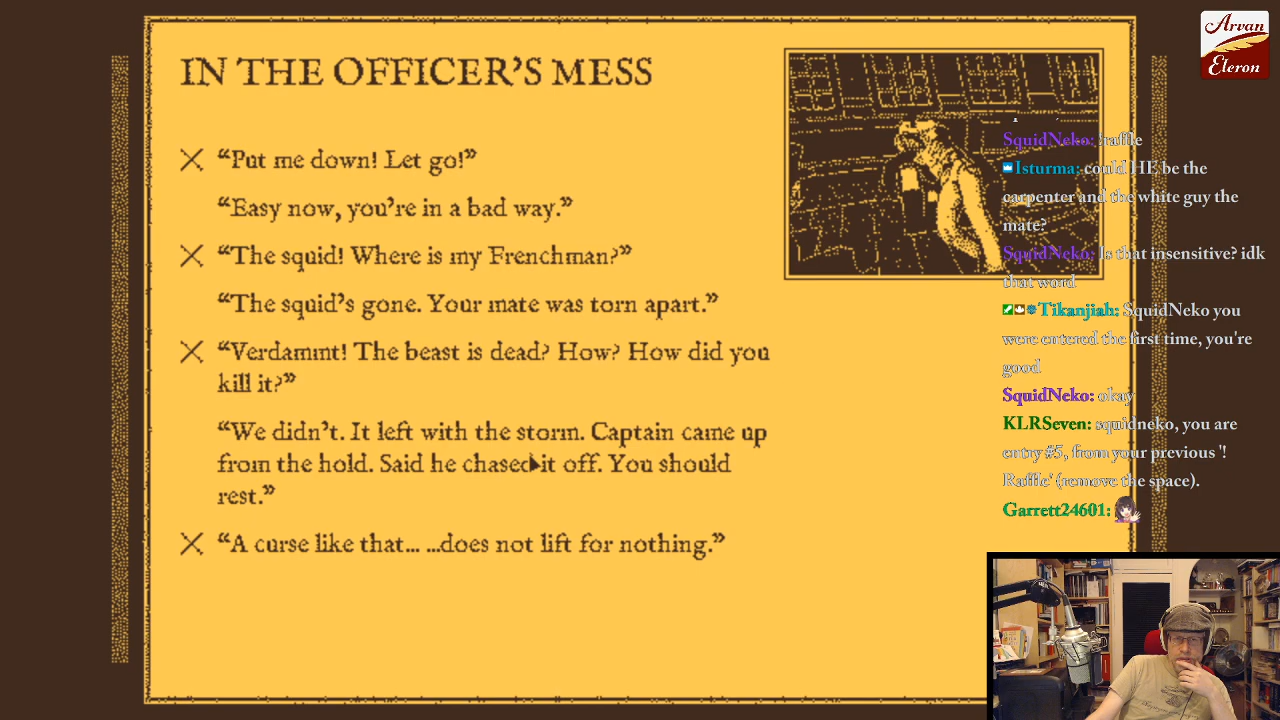 IN THE OFFICER'S MESS
"Put me down! Let go!"
"Easy now, you're in a bad way."
"The squid! Where is my Frenchman?"
"The squid's gone. Your mate was torn apart."
"Verdammt! The beast is dead? How? How did you
kill it?"
"We didn't. It left with the storm. Captain came up
from the hold. Said he chased it off. You should
rest."
"A curse like that... ...does not lift for nothing."
Arvan
Eleron
SquidNeko: !raffle
Isturma: could HE be the
carpenter and the white guy the
mate?
SquidNeko: Is that insensitive? idk
that word
Tikanjiah: SquidNeko you
were entered the first time, you're
good
SquidNeko: okay
KLRSeven: squidneko, you are
entry #5, from your previous '!
Raffle' (remove the space).
Garrett24601: